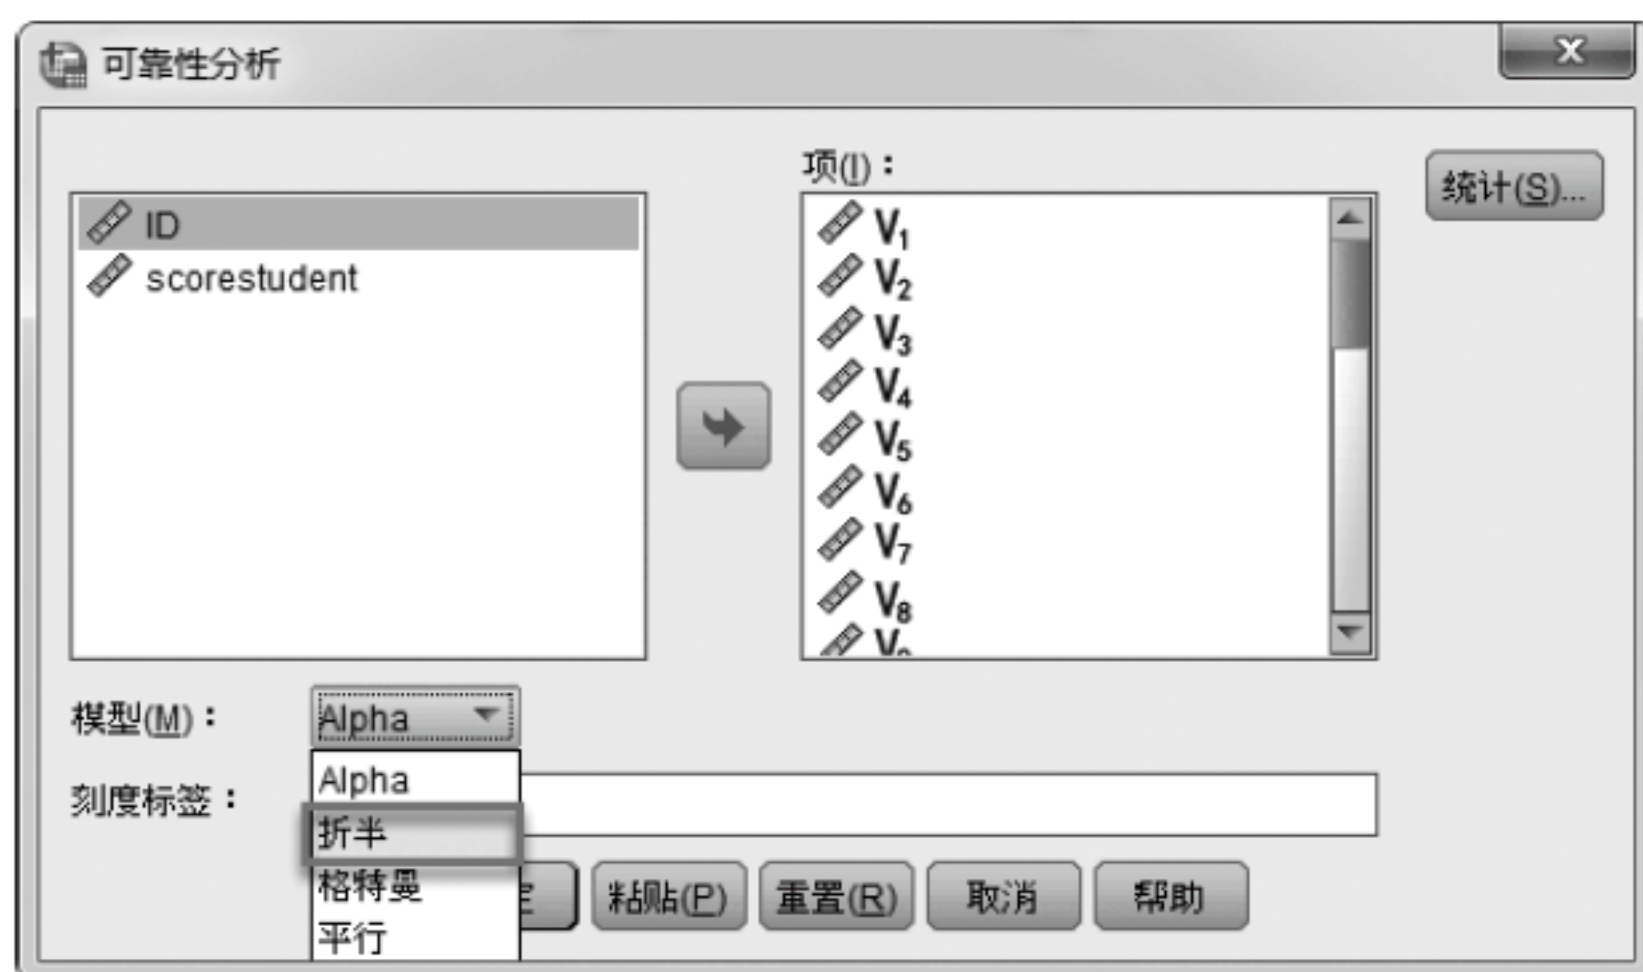 可靠性分析
项(I)：
统计(S)...
ID
scorestudent
V1
V2
V3
V4
V5
V6
V7
V8
模型(M)：
Alpha
刻度标签：
Alpha
折半
格特曼
平行
粘贴(P)
重置(R)
取消
帮助